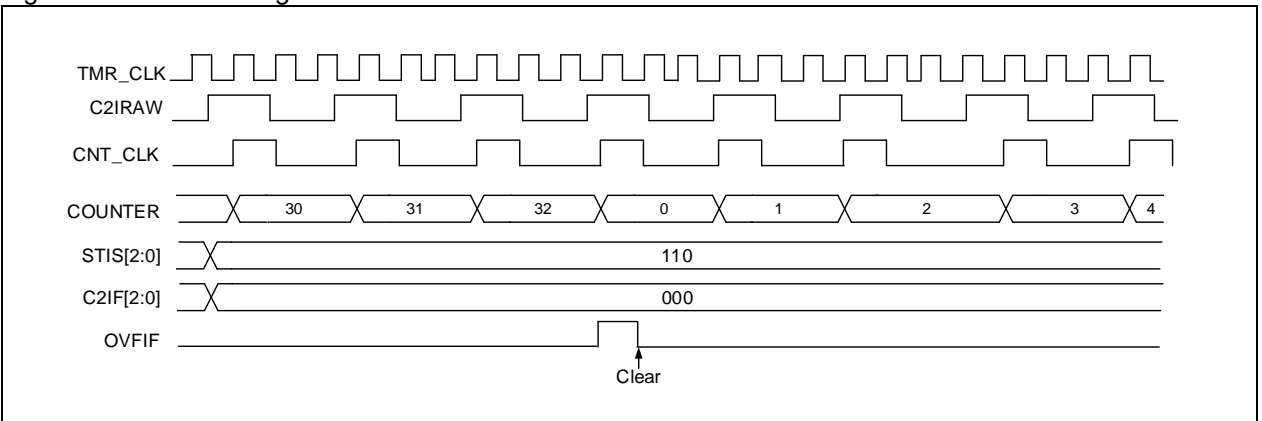 TMR_CLK
C2IRAW
CNT_CLK
COUNTER 30 31 32 0 1 2 3 4
STIS[2:0] 110
C2IF[2:0] 000
OVFIF
Clear